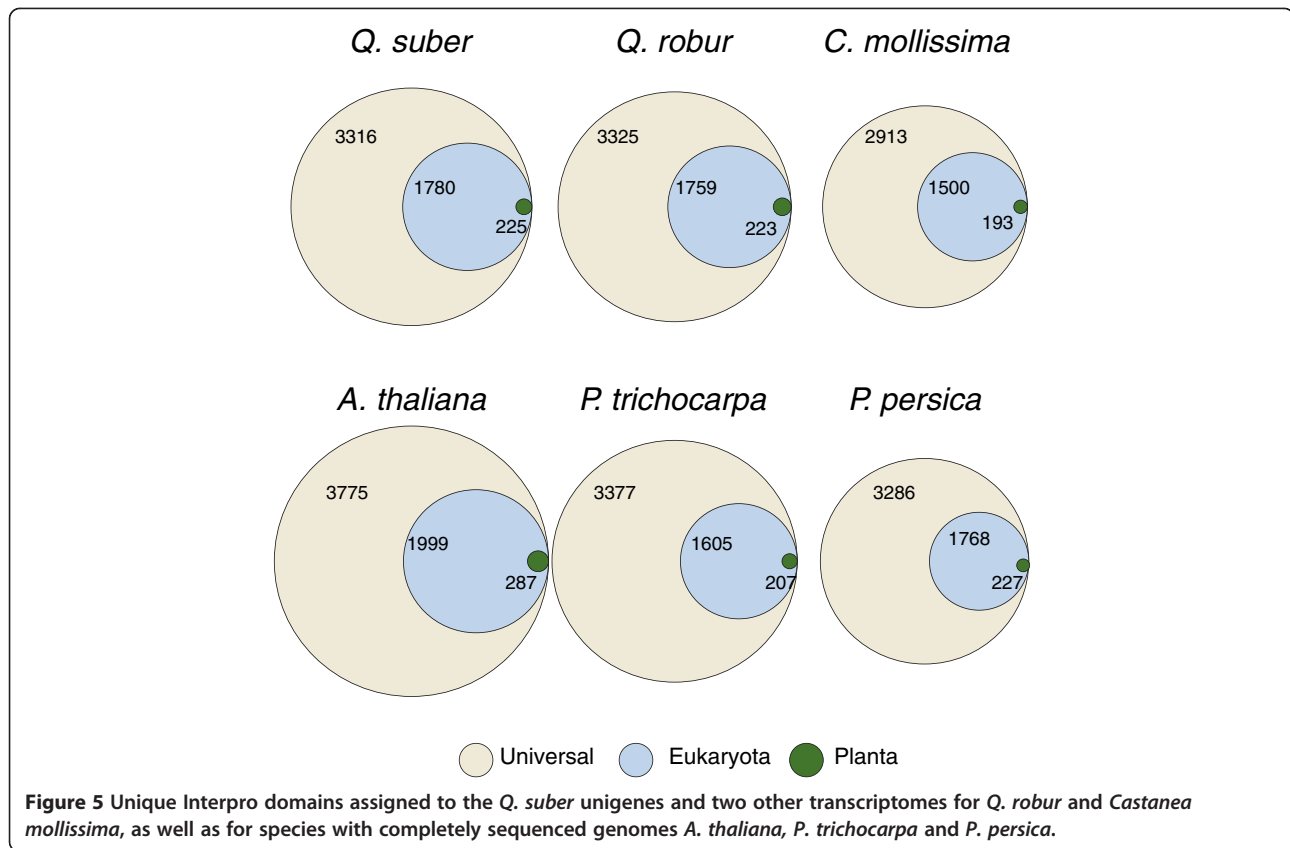 Q. suber Q. robur C. mollissima
3316 3325 2913
1780 1759 1500
225 223 193
A. thaliana P. trichocarpa P. persica
3775 3377 3286
1999 1605 1768
287 207 227
Universal Eukaryota Planta
Figure 5 Unique Interpro domains assigned to the Q. suber unigenes and two other transcriptomes for Q. robur and Castanea
mollissima, as well as for species with completely sequenced genomes A. thaliana, P. trichocarpa and P. persica.